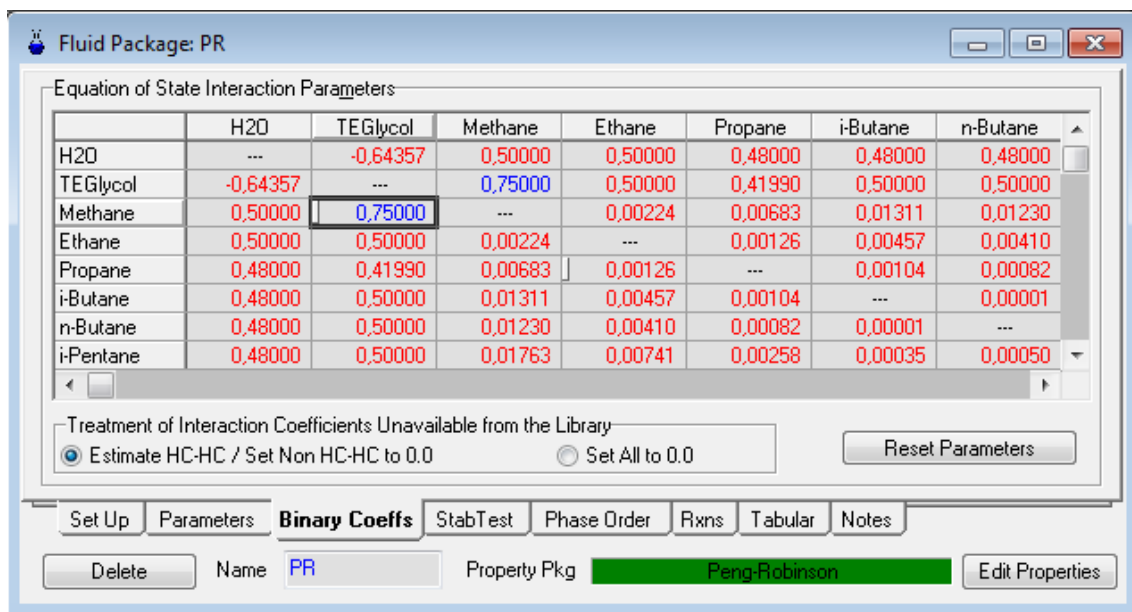 Fluid Package: PR
Equation of State Interaction Parameters
H2O TEGlycol Methane Ethane Propane i-Butane n-Butane
H2O --- -0,64357 0,50000 0,50000 0,48000 0,48000 0,48000
TEGlycol -0,64357 --- 0,75000 0,50000 0,41990 0,50000 0,50000
Methane 0,50000 0,75000 --- 0,00224 0,00683 0,01311 0,01230
Ethane 0,50000 0,50000 0,00224 --- 0,00126 0,00457 0,00410
Propane 0,48000 0,41990 0,00683 0,00126 --- 0,00104 0,00082
i-Butane 0,48000 0,50000 0,01311 0,00457 0,00104 --- 0,00001
n-Butane 0,48000 0,50000 0,01230 0,00410 0,00082 0,00001 ---
i-Pentane 0,48000 0,50000 0,01763 0,00741 0,00258 0,00035 0,00050
Treatment of Interaction Coefficients Unavailable from the Library
Estimate HC-HC / Set Non HC-HC to 0.0 Set All to 0.0 Reset Parameters
Set Up Parameters Binary Coeffs StabTest Phase Order Rxns Tabular Notes
Delete Name PR Property Pkg Peng-Robinson Edit Properties